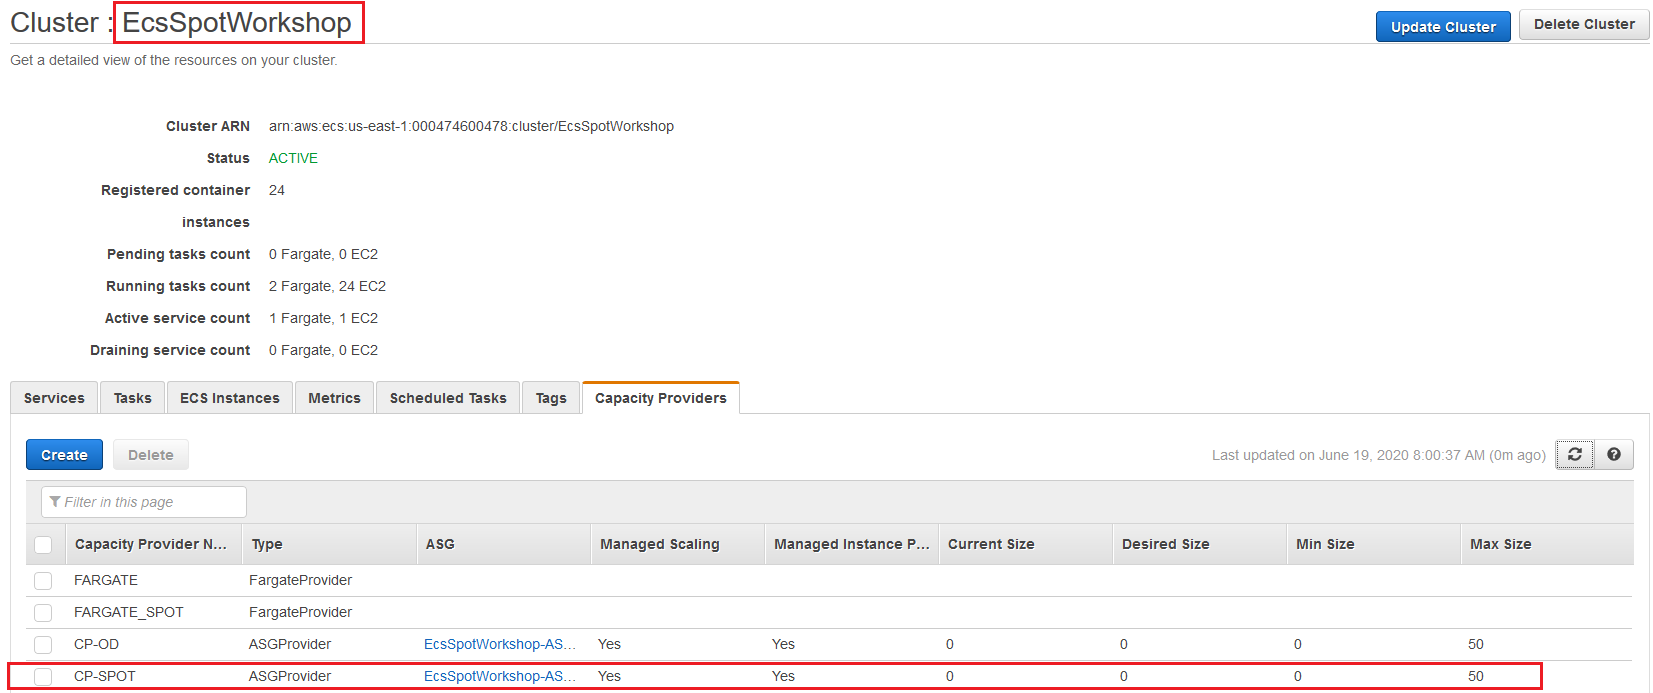 Cluster : EcsSpotWorkshop
Update Cluster
Delete Cluster
Get a detailed view of the resources on your cluster.
Cluster ARN arn:aws:ecs:us-east-1:000474600478:cluster/EcsSpotWorkshop
Status ACTIVE
Registered container 24
instances
Pending tasks count 0 Fargate, 0 EC2
Running tasks count 2 Fargate, 24 EC2
Active service count 1 Fargate, 1 EC2
Draining service count 0 Fargate, 0 EC2
Services Tasks ECS Instances Metrics Scheduled Tasks Tags Capacity Providers
Create Delete Last updated on June 19, 2020 8:00:37 AM (0m ago) ?
Filter in this page
Capacity Provider N... Type ASG Managed Scaling Managed Instance P... Current Size Desired Size Min Size Max Size
FARGATE FargateProvider
FARGATE_SPOT FargateProvider
CP-OD ASGProvider EcsSpotWorkshop-AS... Yes Yes 0 0 0 50
CP-SPOT ASGProvider EcsSpotWorkshop-AS... Yes Yes 0 0 0 50